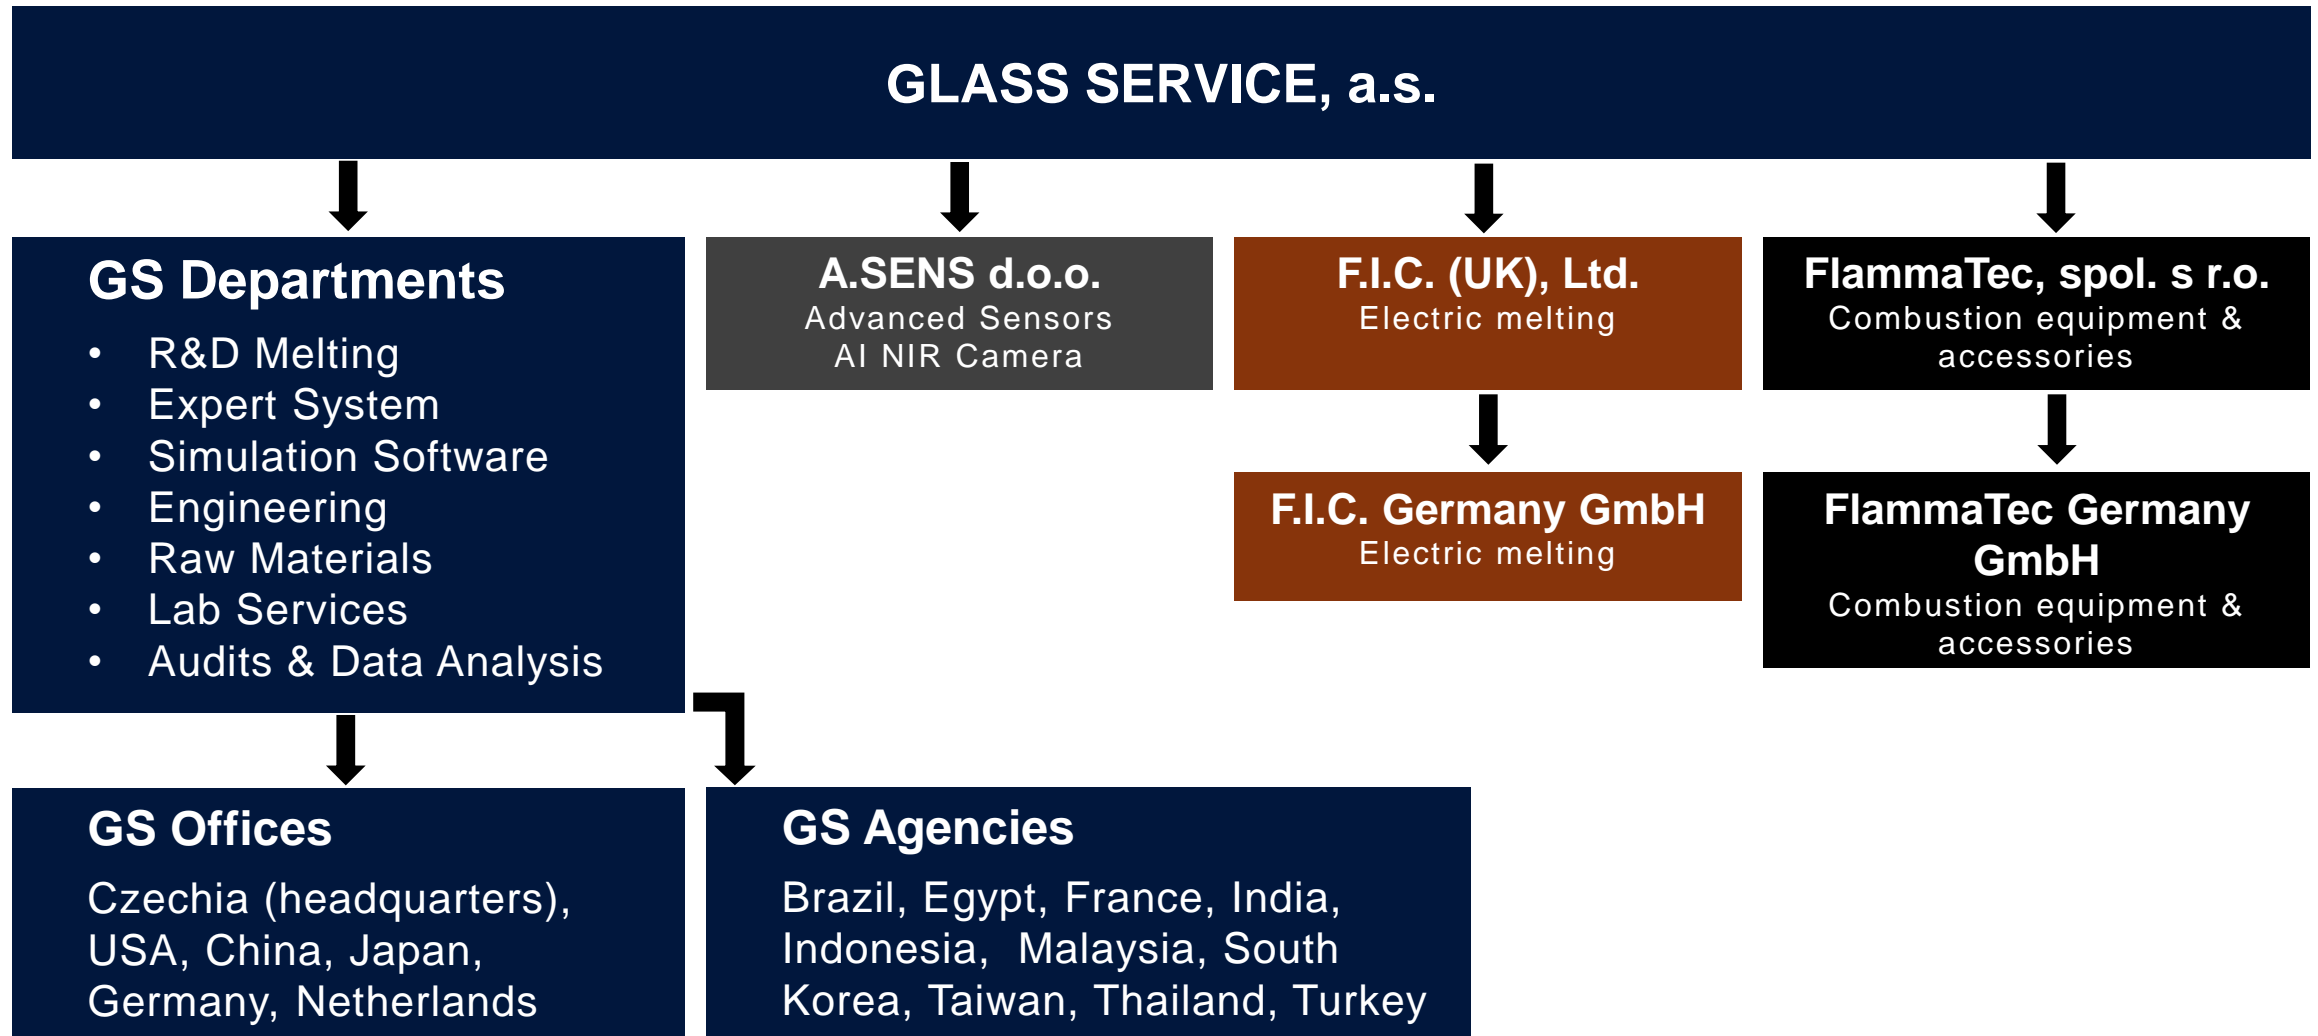 GLASS SERVICE, a.s.
GS Departments
• R&D Melting
• Expert System
• Simulation Software
• Engineering
• Raw Materials
• Lab Services
• Audits & Data Analysis
A.SENS d.o.o.
Advanced Sensors
AI NIR Camera
F.I.C. (UK), Ltd.
Electric melting
FlammaTec, spol. s r.o.
Combustion equipment &
accessories
F.I.C. Germany GmbH
Electric melting
FlammaTec Germany
GmbH
Combustion equipment &
accessories
GS Offices
Czechia (headquarters),
USA, China, Japan,
Germany, Netherlands
GS Agencies
Brazil, Egypt, France, India,
Indonesia, Malaysia, South
Korea, Taiwan, Thailand, Turkey